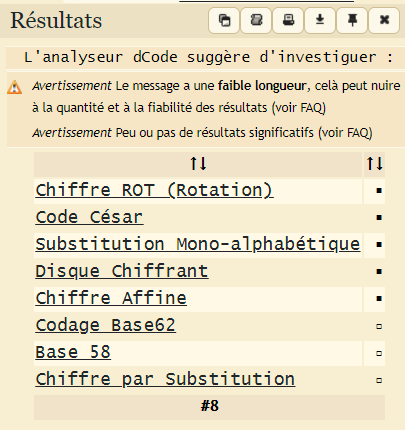 Résultats
L'analyseur dCode suggère d'investiguer :
Avertissement Le message a une faible longueur, celà peut nuire
à la quantité et à la fiabilité des résultats (voir FAQ)
Avertissement Peu ou pas de résultats significatifs (voir FAQ)
↑↓ ↑↓
Chiffre ROT (Rotation) ▪
Code César ▪
Substitution Mono-alphabétique ▪
Disque Chiffrant ▪
Chiffre Affine ▪
Codage Base62 ▫
Base 58 ▫
Chiffre par Substitution ▫
#8